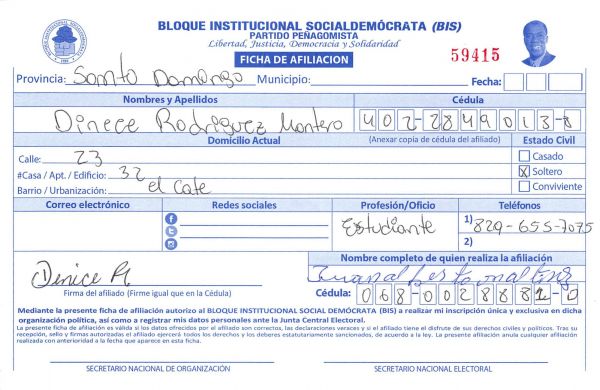 BLOQUE INSTITUCIONAL SOCIALDEMÓCRATA (BIS)
PARTIDO PEÑAGOMISTA
Libertad, Justicia, Democracia y Solidaridad
FICHA DE AFILIACION
59415
Provincia: Santo Domingo Municipio: Fecha:
Nombres y Apellidos Cédula
Dinece Rodriguez Montero 402-2849013-8
Domicilio Actual (Anexar copia de cédula del afiliado) Estado Civil
Calle: 23 Casado
#Casa / Apt. / Edificio: 32 X Soltero
Barrio / Urbanización: el Cafe Conviviente
Correo electrónico Redes sociales Profesión/Oficio Teléfonos
Estudiante 1) 829-655-7075
2)
Nombre completo de quien realiza la afiliación
Dinice R
Firma del afiliado (Firme igual que en la Cédula) Cédula: 068-0028881-0
Mediante la presente ficha de afiliación autorizo al BLOQUE INSTITUCIONAL SOCIAL DEMÓCRATA (BIS) a realizar mi inscripción única y exclusiva en dicha
organización política, así como a registrar mis datos personales ante la Junta Central Electoral.
La presente ficha de afiliación es válida si los datos ofrecidos por el afiliado son correctos, las declaraciones veraces y si el afiliado tiene el disfrute de sus derechos civiles y políticos. Tras su
recepción, sello y firmas autorizadas el afiliado ejercerá todos los derechos y los deberes estatutariamente sancionados, de acuerdo a la ley. La presente afiliación anula cualquier afiliación
realizada con anterioridad a la fecha que aparece en esta ficha.
SECRETARIO NACIONAL DE ORGANIZACIÓN SECRETARIO NACIONAL ELECTORAL